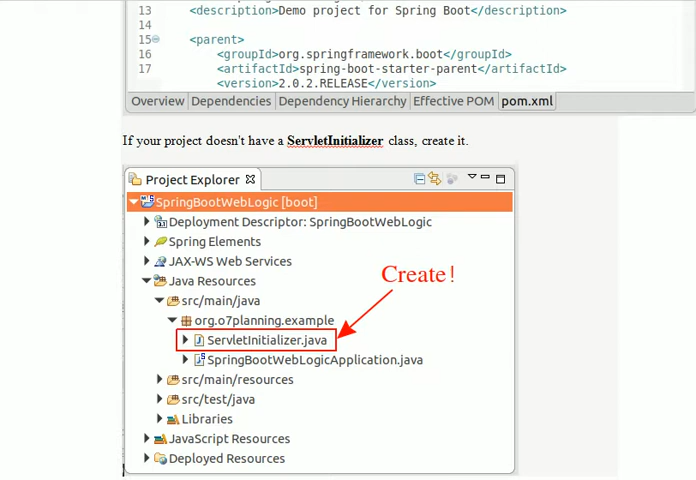 13 <description>Demo project for Spring Boot</description>
14
15 <parent>
16 <groupId>org.springframework.boot</groupId>
17 <artifactId>spring-boot-starter-parent</artifactId>
<version>2.0.2.RELEASE</version>
Overview Dependencies Dependency Hierarchy Effective POM pom.xml
If your project doesn't have a ServletInitializer class, create it.
Project Explorer
SpringBootWebLogic [boot]
Deployment Descriptor: SpringBootWebLogic
Spring Elements
JAX-WS Web Services
Java Resources
Create!
src/main/java
org.o7planning.example
ServletInitializer.java
SpringBootWebLogicApplication.java
src/main/resources
src/test/java
Libraries
JavaScript Resources
Deployed Resources